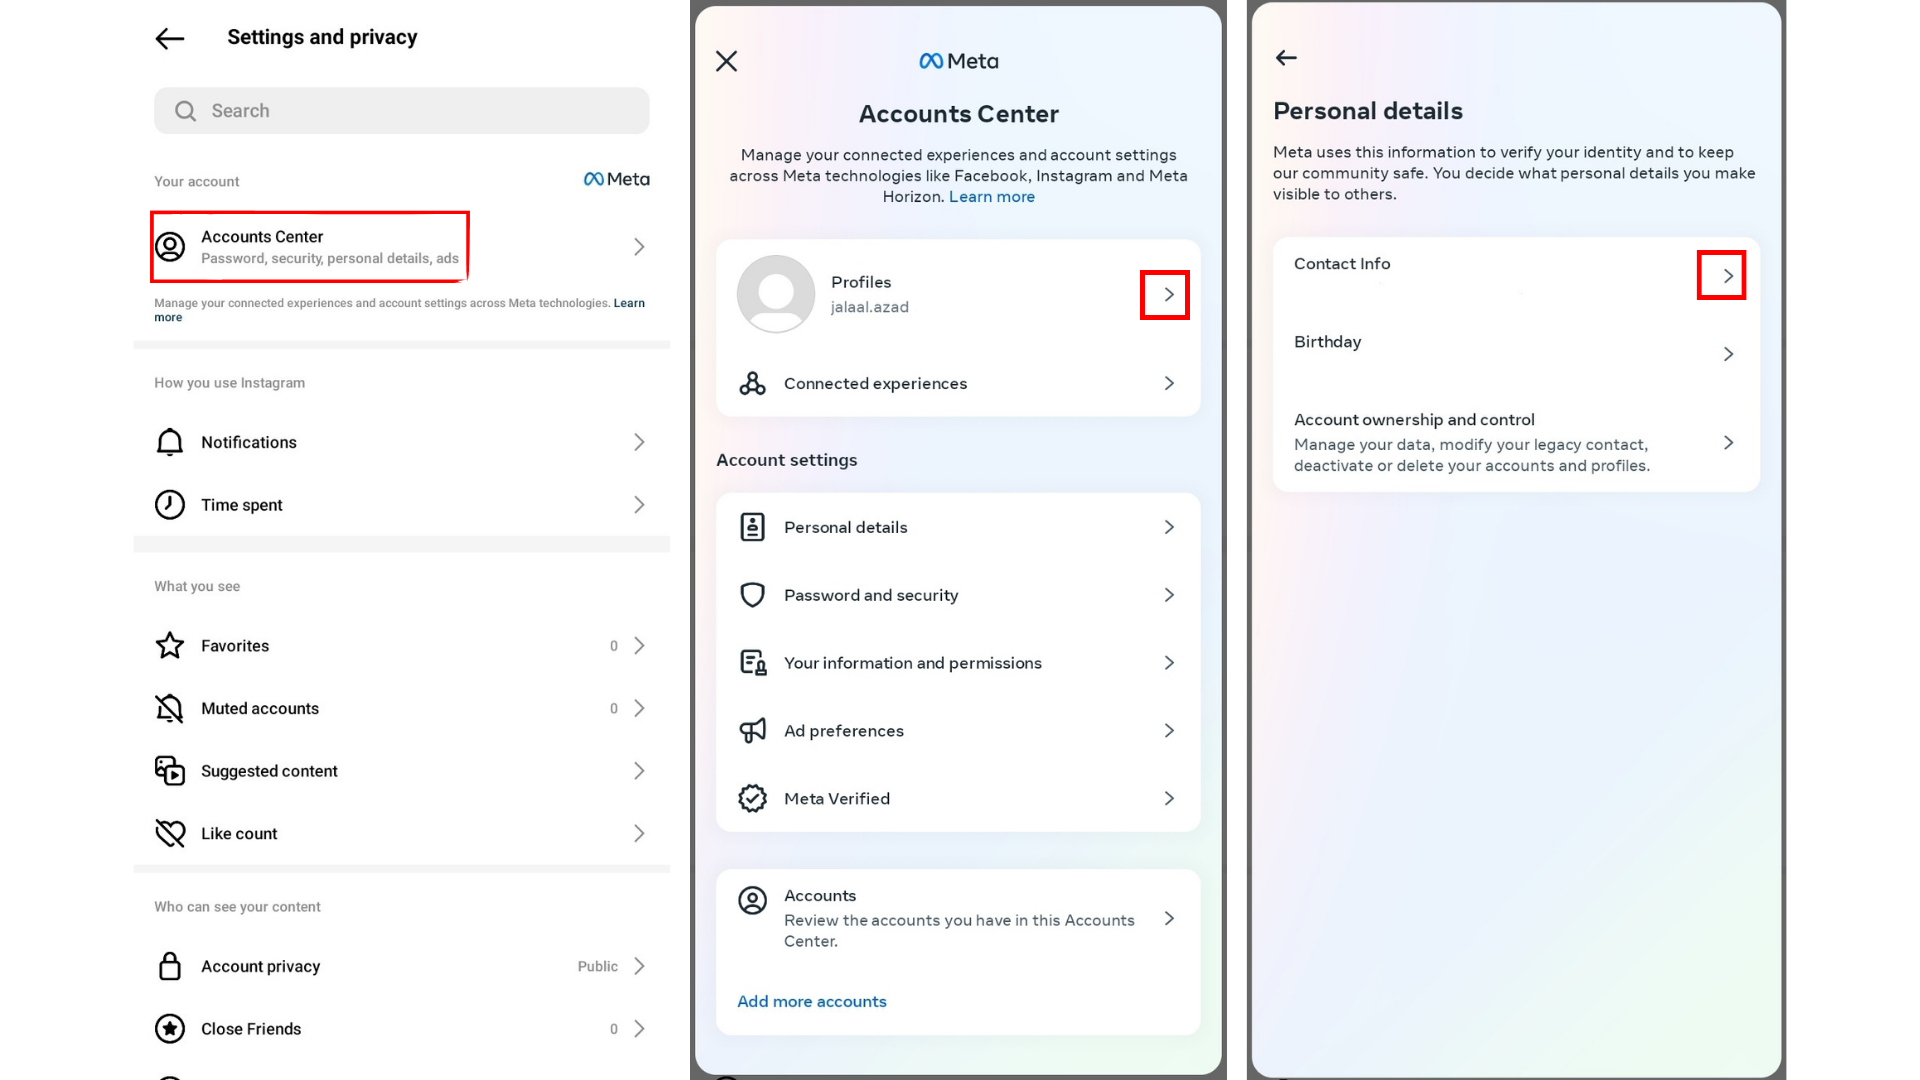 Settings and privacy
Search
Your account
Meta
Accounts Center
Password, security, personal details, ads
Manage your connected experiences and account settings across Meta technologies. Learn
more
How you use Instagram
Notifications
Time spent
What you see
Favorites 0
Muted accounts 0
Suggested content
Like count
Who can see your content
Account privacy Public
Close Friends 0
Meta
Accounts Center
Manage your connected experiences and account settings
across Meta technologies like Facebook, Instagram and Meta
Horizon. Learn more
Profiles
jalaal.azad
Connected experiences
Account settings
Personal details
Password and security
Your information and permissions
Ad preferences
Meta Verified
Accounts
Review the accounts you have in this Accounts
Center.
Add more accounts
Personal details
Meta uses this information to verify your identity and to keep
our community safe. You decide what personal details you make
visible to others.
Contact Info
Birthday
Account ownership and control
Manage your data, modify your legacy contact,
deactivate or delete your accounts and profiles.